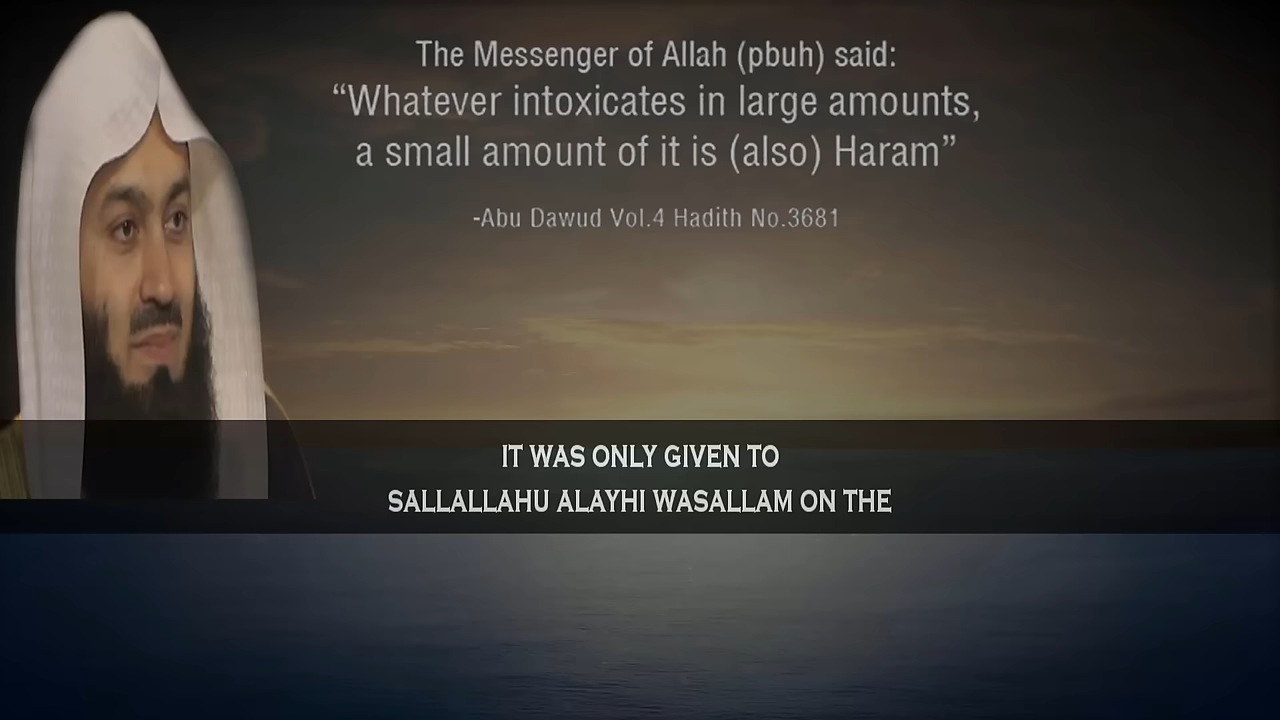 The Messenger of Allah (pbuh) said:
“Whatever intoxicates in large amounts,
a small amount of it is (also) Haram”
-Abu Dawud Vol.4 Hadith No.3681
IT WAS ONLY GIVEN TO
SALLALLAHU ALAYHI WASALLAM ON THE